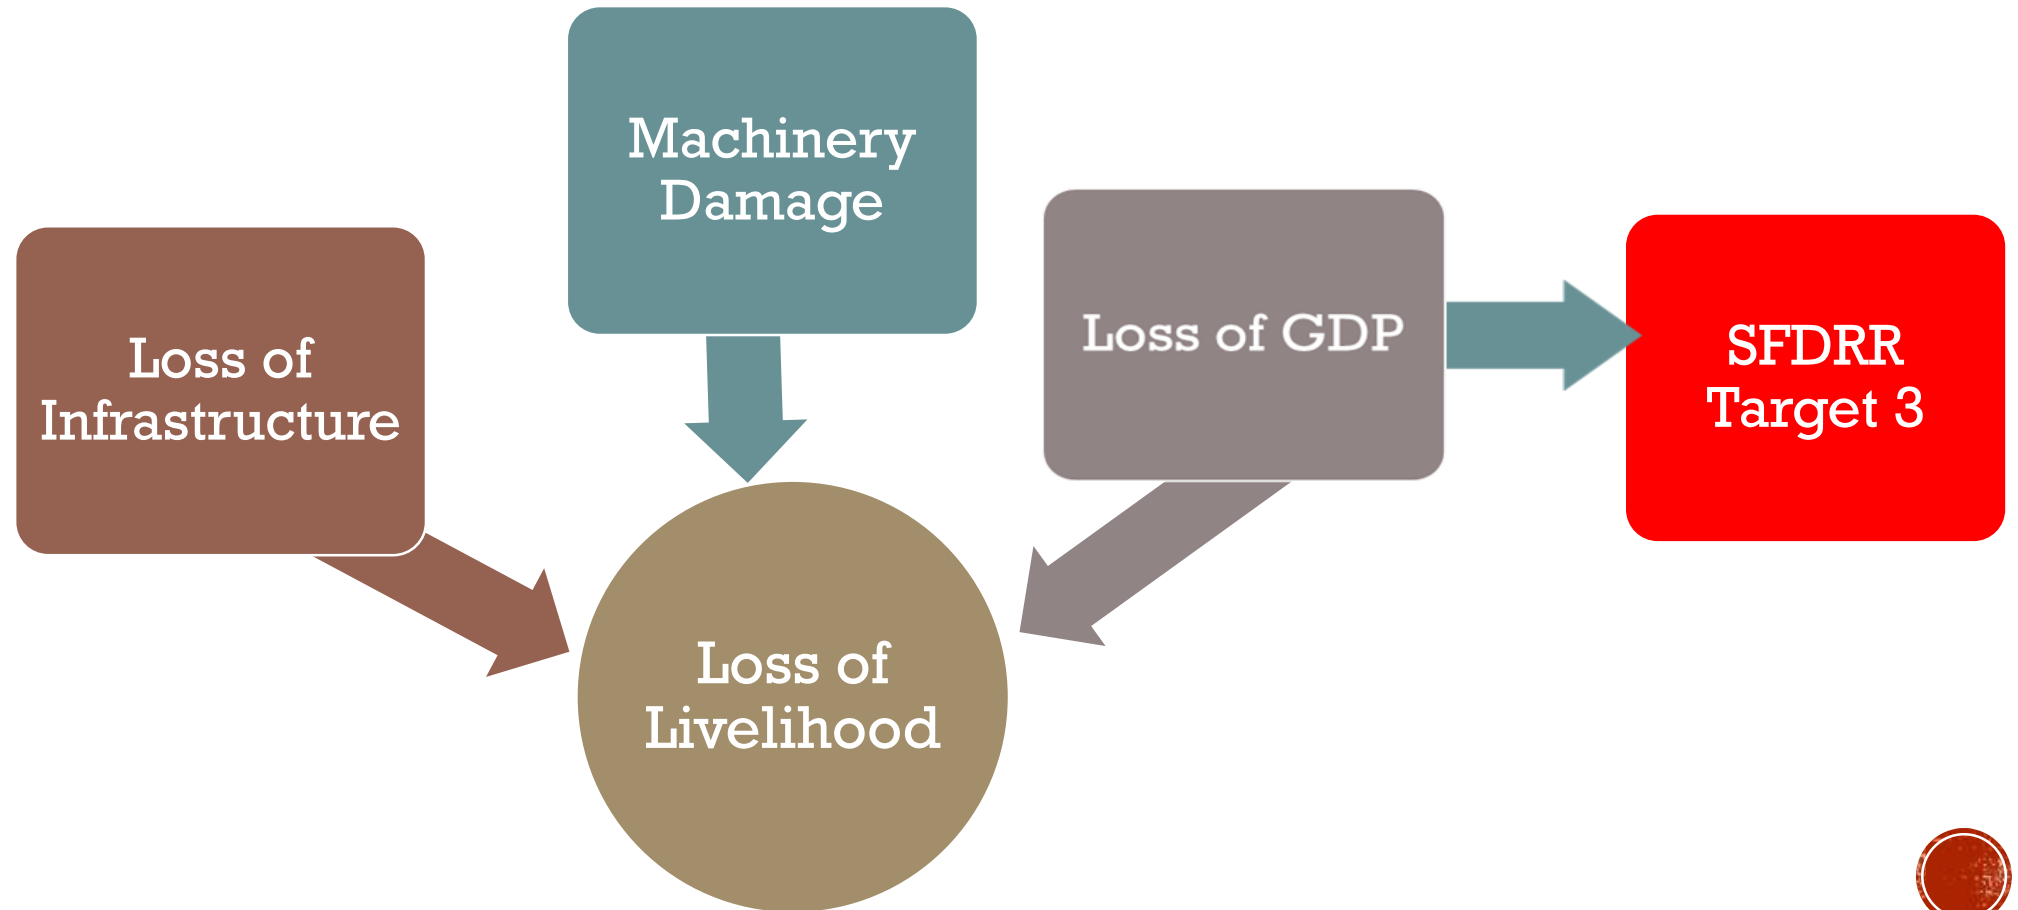 Machinery
Damage
Loss of
Infrastructure
Loss of GDP
SFDRR
Target 3
Loss of
Livelihood